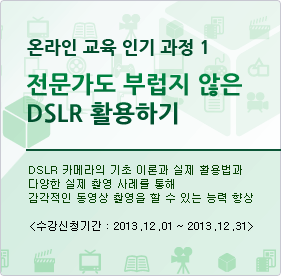 온라인 교육 인기 과정 1
전문가도 부럽지 않은
DSLR 활용하기
DSLR 카메라의 기초 이론과 실제 활용법과
다양한 실제 촬영 사례를 통해
감각적인 동영상 촬영을 할 수 있는 능력 향상
<수강신청기간 : 2013 .12 .01 ~ 2013 .12 .31>